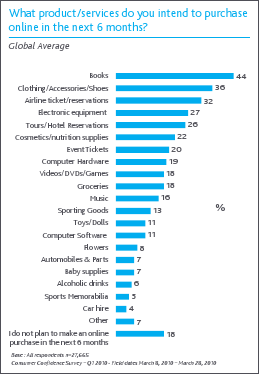 What product/services do you intend to purchase
online in the next 6 months?
Global Average
Books 44
Clothing/Accessories/Shoes 36
Airline ticket/reservations 32
Electronic equipment 27
Tours/Hotel Reservations 26
Cosmetics/nutrition supplies 22
Event Tickets 20
Computer Hardware 19
Videos/DVDs/Games 18
Groceries 18
Music 16
Sporting Goods 13
%
Toys/Dolls 11
Computer Software 11
Flowers 8
Automobiles & Parts 7
Baby supplies 7
Alcoholic drinks 6
Sports Memorabilia 5
Car hire 4
Other 7
I do not plan to make an online
purchase in the next 6 months 18
Base : All respondents n=27,665
Consumer Confidence Survey – Q1 2010 – Field dates March 8, 2010 – March 26, 2010